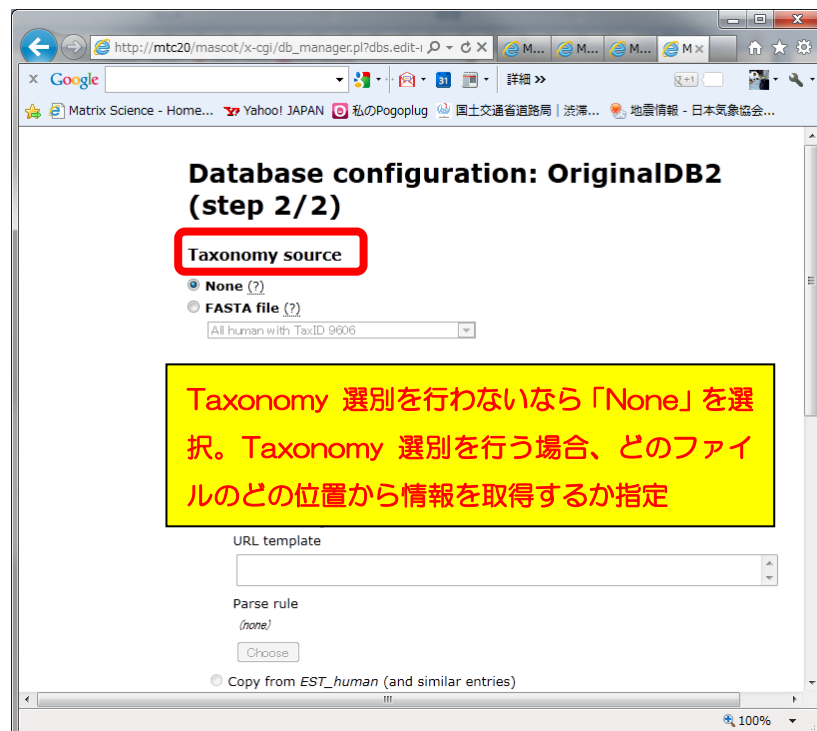 http://mtc20/mascot/x-cgi/db_manager.pl?dbs.edit-
M... M... M... M
× Google 詳細 »
Matrix Science - Home... Yahoo! JAPAN 私のPogoplug 国土交通省道路局｜渋滞... 地震情報 - 日本気象協会...
Database configuration: OriginalDB2
(step 2/2)
Taxonomy source
None (?)
FASTA file (?)
All human with TaxID 9606
Taxonomy 選別を行わないなら「None」を選
択。Taxonomy 選別を行う場合、どのファイ
ルのどの位置から情報を取得するか指定
URL template
Parse rule
(none)
Choose
Copy from EST_human (and similar entries)
100%